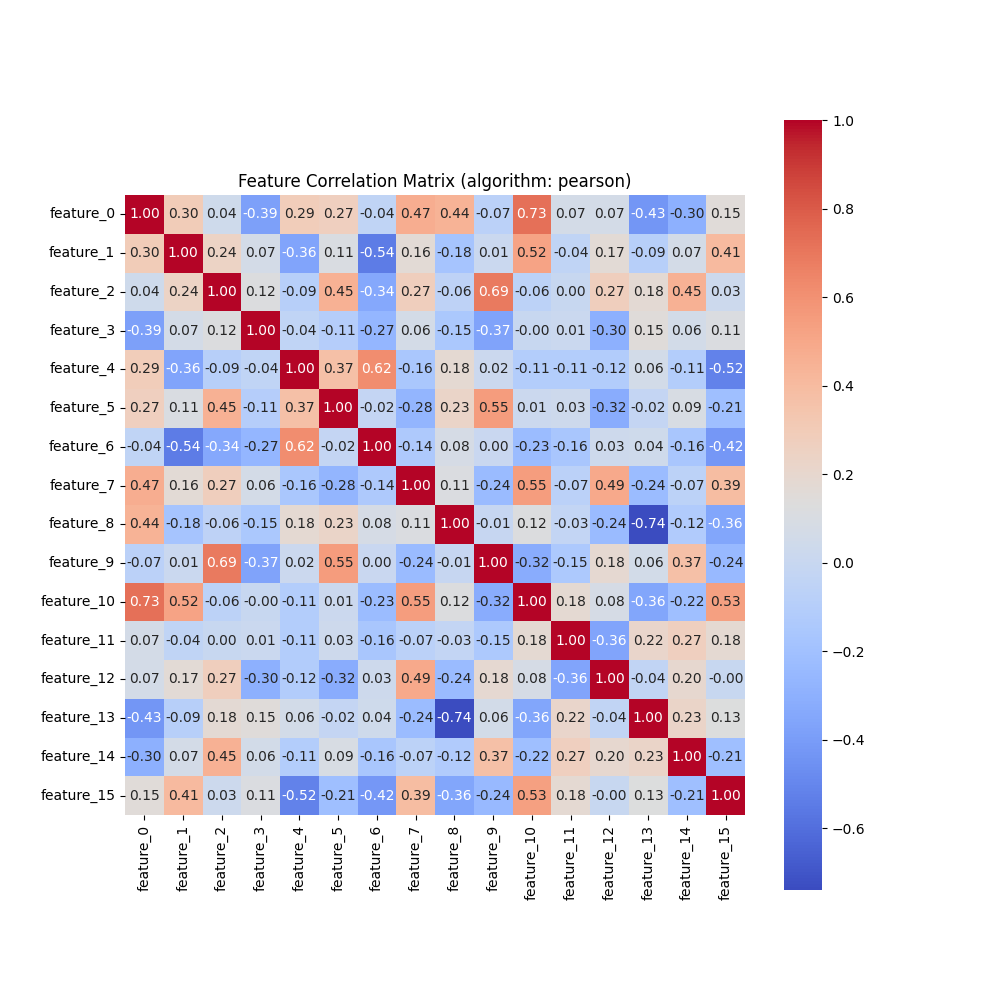 Feature Correlation Matrix (algorithm: pearson)
feature_0 1.00 0.30 0.04 -0.39 0.29 0.27 -0.04 0.47 0.44 -0.07 0.73 0.07 0.07 -0.43 -0.30 0.15
feature_1 0.30 1.00 0.24 0.07 -0.36 0.11 -0.54 0.16 -0.18 0.01 0.52 -0.04 0.17 -0.09 0.07 0.41
feature_2 0.04 0.24 1.00 0.12 -0.09 0.45 -0.34 0.27 -0.06 0.69 -0.06 0.00 0.27 0.18 0.45 0.03
feature_3 -0.39 0.07 0.12 1.00 -0.04 -0.11 -0.27 0.06 -0.15 -0.37 -0.00 0.01 -0.30 0.15 0.06 0.11
feature_4 0.29 -0.36 -0.09 -0.04 1.00 0.37 0.62 -0.16 0.18 0.02 -0.11 -0.11 -0.12 0.06 -0.11 -0.52
feature_5 0.27 0.11 0.45 -0.11 0.37 1.00 -0.02 -0.28 0.23 0.55 0.01 0.03 -0.32 -0.02 0.09 -0.21
feature_6 -0.04 -0.54 -0.34 -0.27 0.62 -0.02 1.00 -0.14 0.08 0.00 -0.23 -0.16 0.03 0.04 -0.16 -0.42
feature_7 0.47 0.16 0.27 0.06 -0.16 -0.28 -0.14 1.00 0.11 -0.24 0.55 -0.07 0.49 -0.24 -0.07 0.39
feature_8 0.44 -0.18 -0.06 -0.15 0.18 0.23 0.08 0.11 1.00 -0.01 0.12 -0.03 -0.24 -0.74 -0.12 -0.36
feature_9 -0.07 0.01 0.69 -0.37 0.02 0.55 0.00 -0.24 -0.01 1.00 -0.32 -0.15 0.18 0.06 0.37 -0.24
feature_10 0.73 0.52 -0.06 -0.00 -0.11 0.01 -0.23 0.55 0.12 -0.32 1.00 0.18 0.08 -0.36 -0.22 0.53
feature_11 0.07 -0.04 0.00 0.01 -0.11 0.03 -0.16 -0.07 -0.03 -0.15 0.18 1.00 -0.36 0.22 0.27 0.18
feature_12 0.07 0.17 0.27 -0.30 -0.12 -0.32 0.03 0.49 -0.24 0.18 0.08 -0.36 1.00 -0.04 0.20 -0.00
feature_13 -0.43 -0.09 0.18 0.15 0.06 -0.02 0.04 -0.24 -0.74 0.06 -0.36 0.22 -0.04 1.00 0.23 0.13
feature_14 -0.30 0.07 0.45 0.06 -0.11 0.09 -0.16 -0.07 -0.12 0.37 -0.22 0.27 0.20 0.23 1.00 -0.21
feature_15 0.15 0.41 0.03 0.11 -0.52 -0.21 -0.42 0.39 -0.36 -0.24 0.53 0.18 -0.00 0.13 -0.21 1.00
feature_0 feature_1 feature_2 feature_3 feature_4 feature_5 feature_6 feature_7 feature_8 feature_9 feature_10 feature_11 feature_12 feature_13 feature_14 feature_15
1.0
0.8
0.6
0.4
0.2
0.0
−0.2
−0.4
−0.6